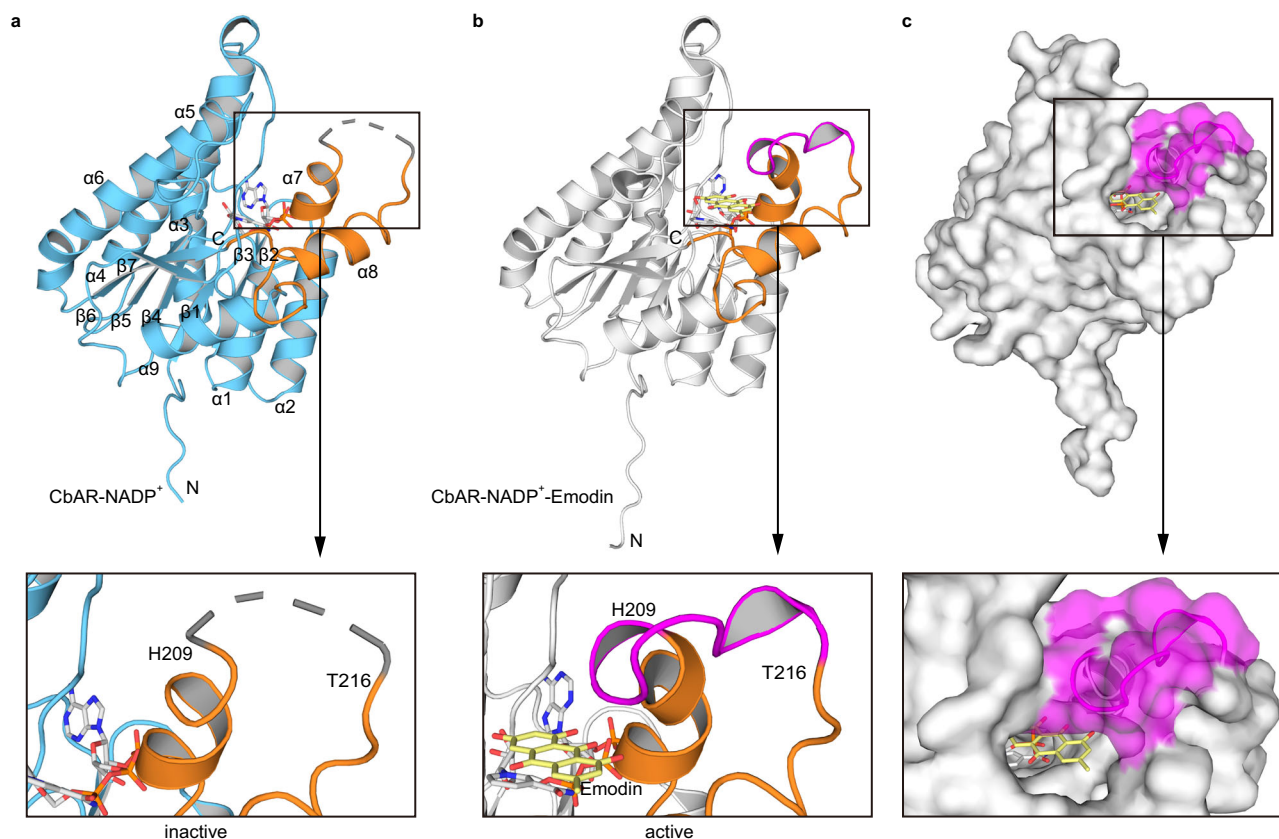 a
b
c
α5
α6
α7
α3
C
β3
β2
α8
α4
β7
β6
β5
β4
β1
α9
α1
α2
CbAR-NADP⁺
N
C
CbAR-NADP⁺-Emodin
N
H209
T216
inactive
H209
T216
Emodin
active